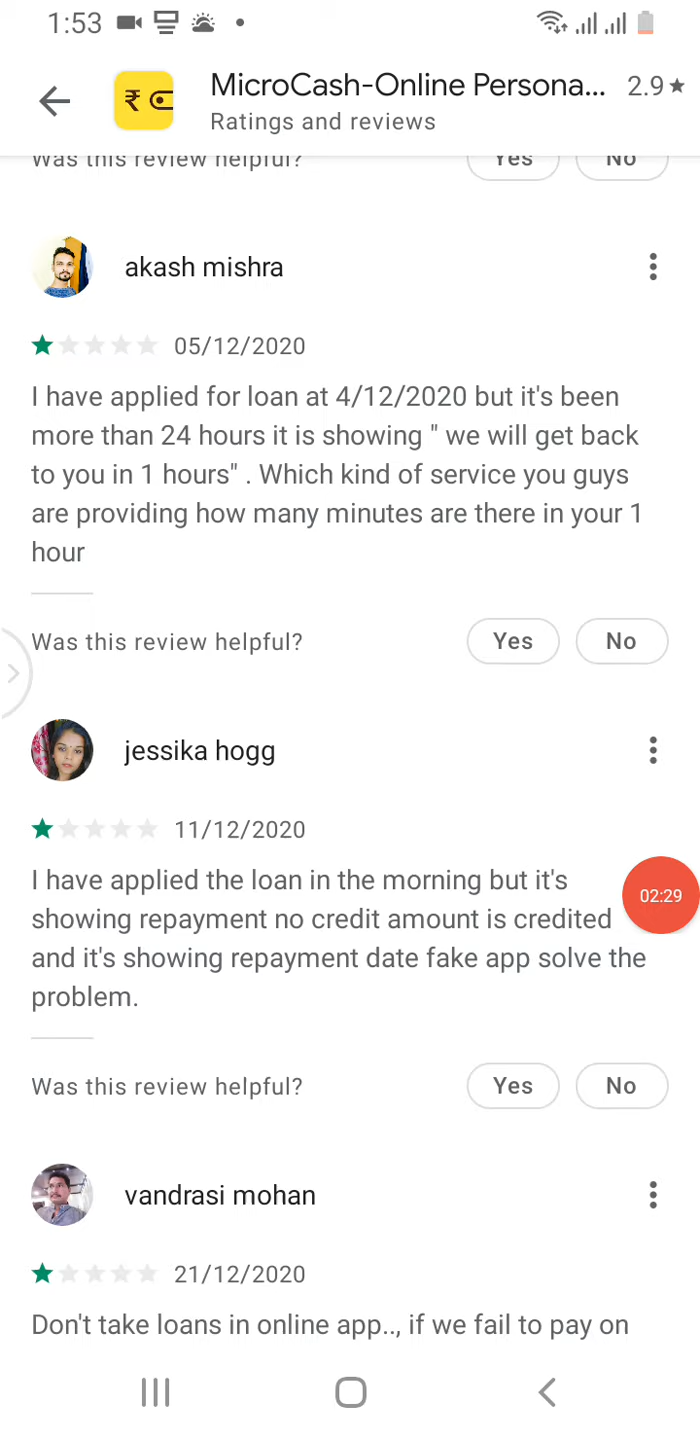 1:53
MicroCash-Online Persona... 2.9★
Ratings and reviews
Was this review helpful? Yes No
akash mishra
05/12/2020
I have applied for loan at 4/12/2020 but it's been
more than 24 hours it is showing " we will get back
to you in 1 hours" . Which kind of service you guys
are providing how many minutes are there in your 1
hour
Was this review helpful? Yes No
jessika hogg
11/12/2020
I have applied the loan in the morning but it's
showing repayment no credit amount is credited
02:29
and it's showing repayment date fake app solve the
problem.
Was this review helpful? Yes No
vandrasi mohan
21/12/2020
Don't take loans in online app.., if we fail to pay on